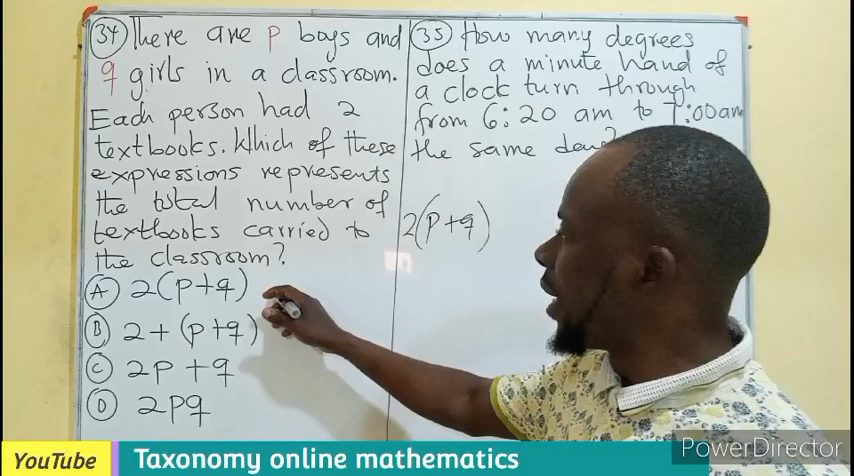 34 There are p boys and
q girls in a classroom.
Each person had 2
textbooks. Which of these
expressions represents
the total number of
textbooks carried to
the classroom?
A 2(p+q)
B 2+(p+q)
C 2p+q
D 2pq
35 How many degrees
does a minute hand of
a clock turn through
from 6:20 am to 7:00am
the same
2(p+q)
YouTube Taxonomy online mathematics
PowerDirector